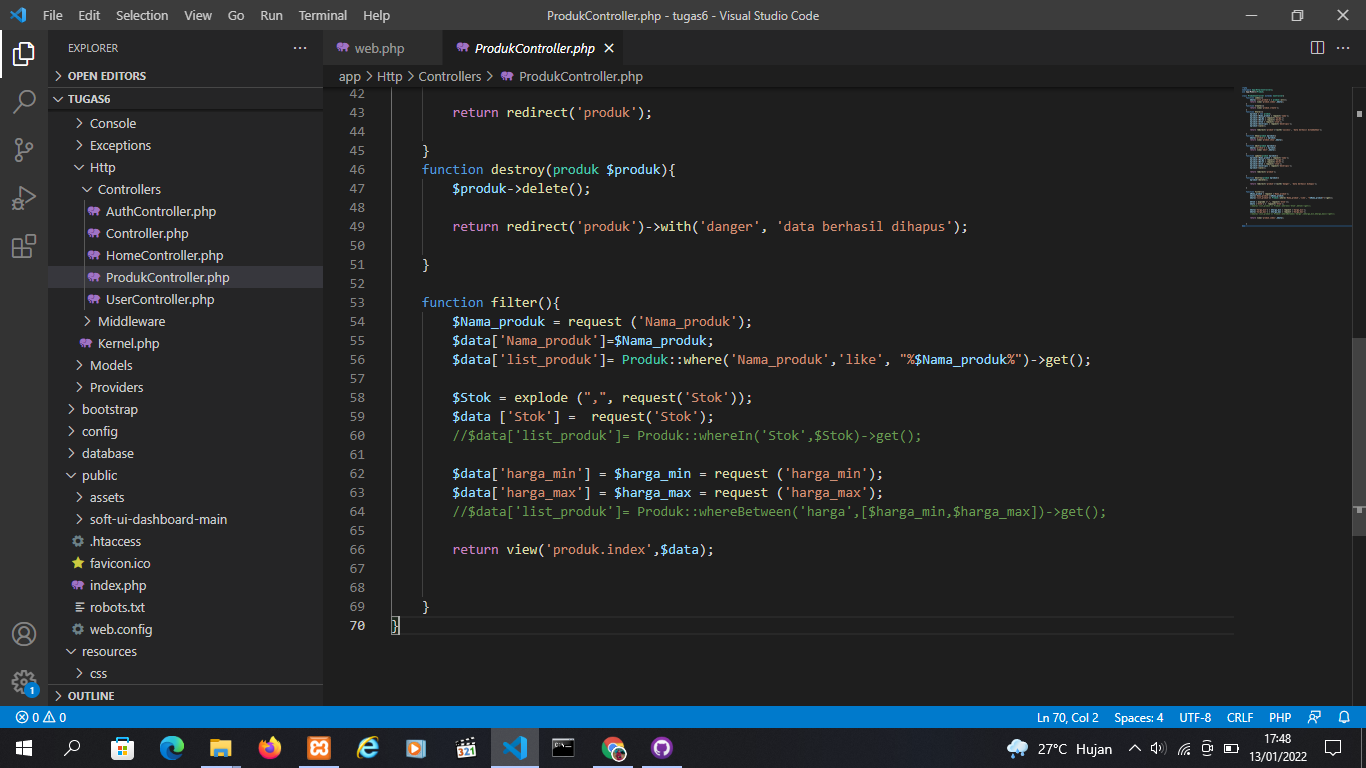 File Edit Selection View Go Run Terminal Help ProdukController.php - tugas6 - Visual Studio Code
EXPLORER
OPEN EDITORS
TUGAS6
Console
Exceptions
Http
Controllers
AuthController.php
Controller.php
HomeController.php
ProdukController.php
UserController.php
Middleware
Kernel.php
Models
Providers
bootstrap
config
database
public
assets
soft-ui-dashboard-main
.htaccess
favicon.ico
index.php
robots.txt
web.config
resources
css
OUTLINE
1
web.php ProdukController.php
app > Http > Controllers > ProdukController.php
42
43 return redirect('produk');
44
45 }
46 function destroy(produk $produk){
47 $produk->delete();
48
49 return redirect('produk')->with('danger', 'data berhasil dihapus');
50
51 }
52
53 function filter(){
54 $Nama_produk = request ('Nama_produk');
55 $data['Nama_produk']=$Nama_produk;
56 $data['list_produk']= Produk::where('Nama_produk','like', "%$Nama_produk%")->get();
57
58 $Stok = explode (",", request('Stok'));
59 $data ['Stok'] =  request('Stok');
60 //$data['list_produk']= Produk::whereIn('Stok',$Stok)->get();
61
62 $data['harga_min'] = $harga_min = request ('harga_min');
63 $data['harga_max'] = $harga_max = request ('harga_max');
64 //$data['list_produk']= Produk::whereBetween('harga',[$harga_min,$harga_max])->get();
65
66 return view('produk.index',$data);
67
68
69 }
70 }
0 0 Ln 70, Col 2 Spaces: 4 UTF-8 CRLF PHP
321
27°C Hujan
17:48
13/01/2022